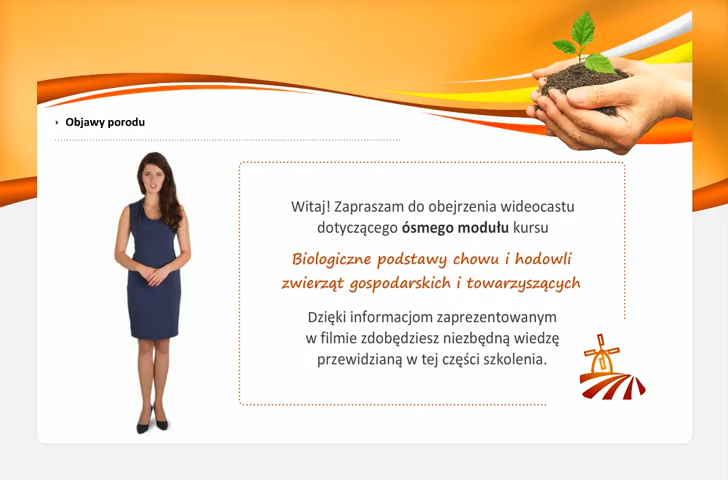 Objawy porodu
Witaj! Zapraszam do obejrzenia wideocastu
dotyczącego ósmego modułu kursu
Biologiczne podstawy chowu i hodowli
zwierząt gospodarskich i towarzyszących
Dzięki informacjom zaprezentowanym
w filmie zdobędziesz niezbędną wiedzę
przewidzianą w tej części szkolenia.